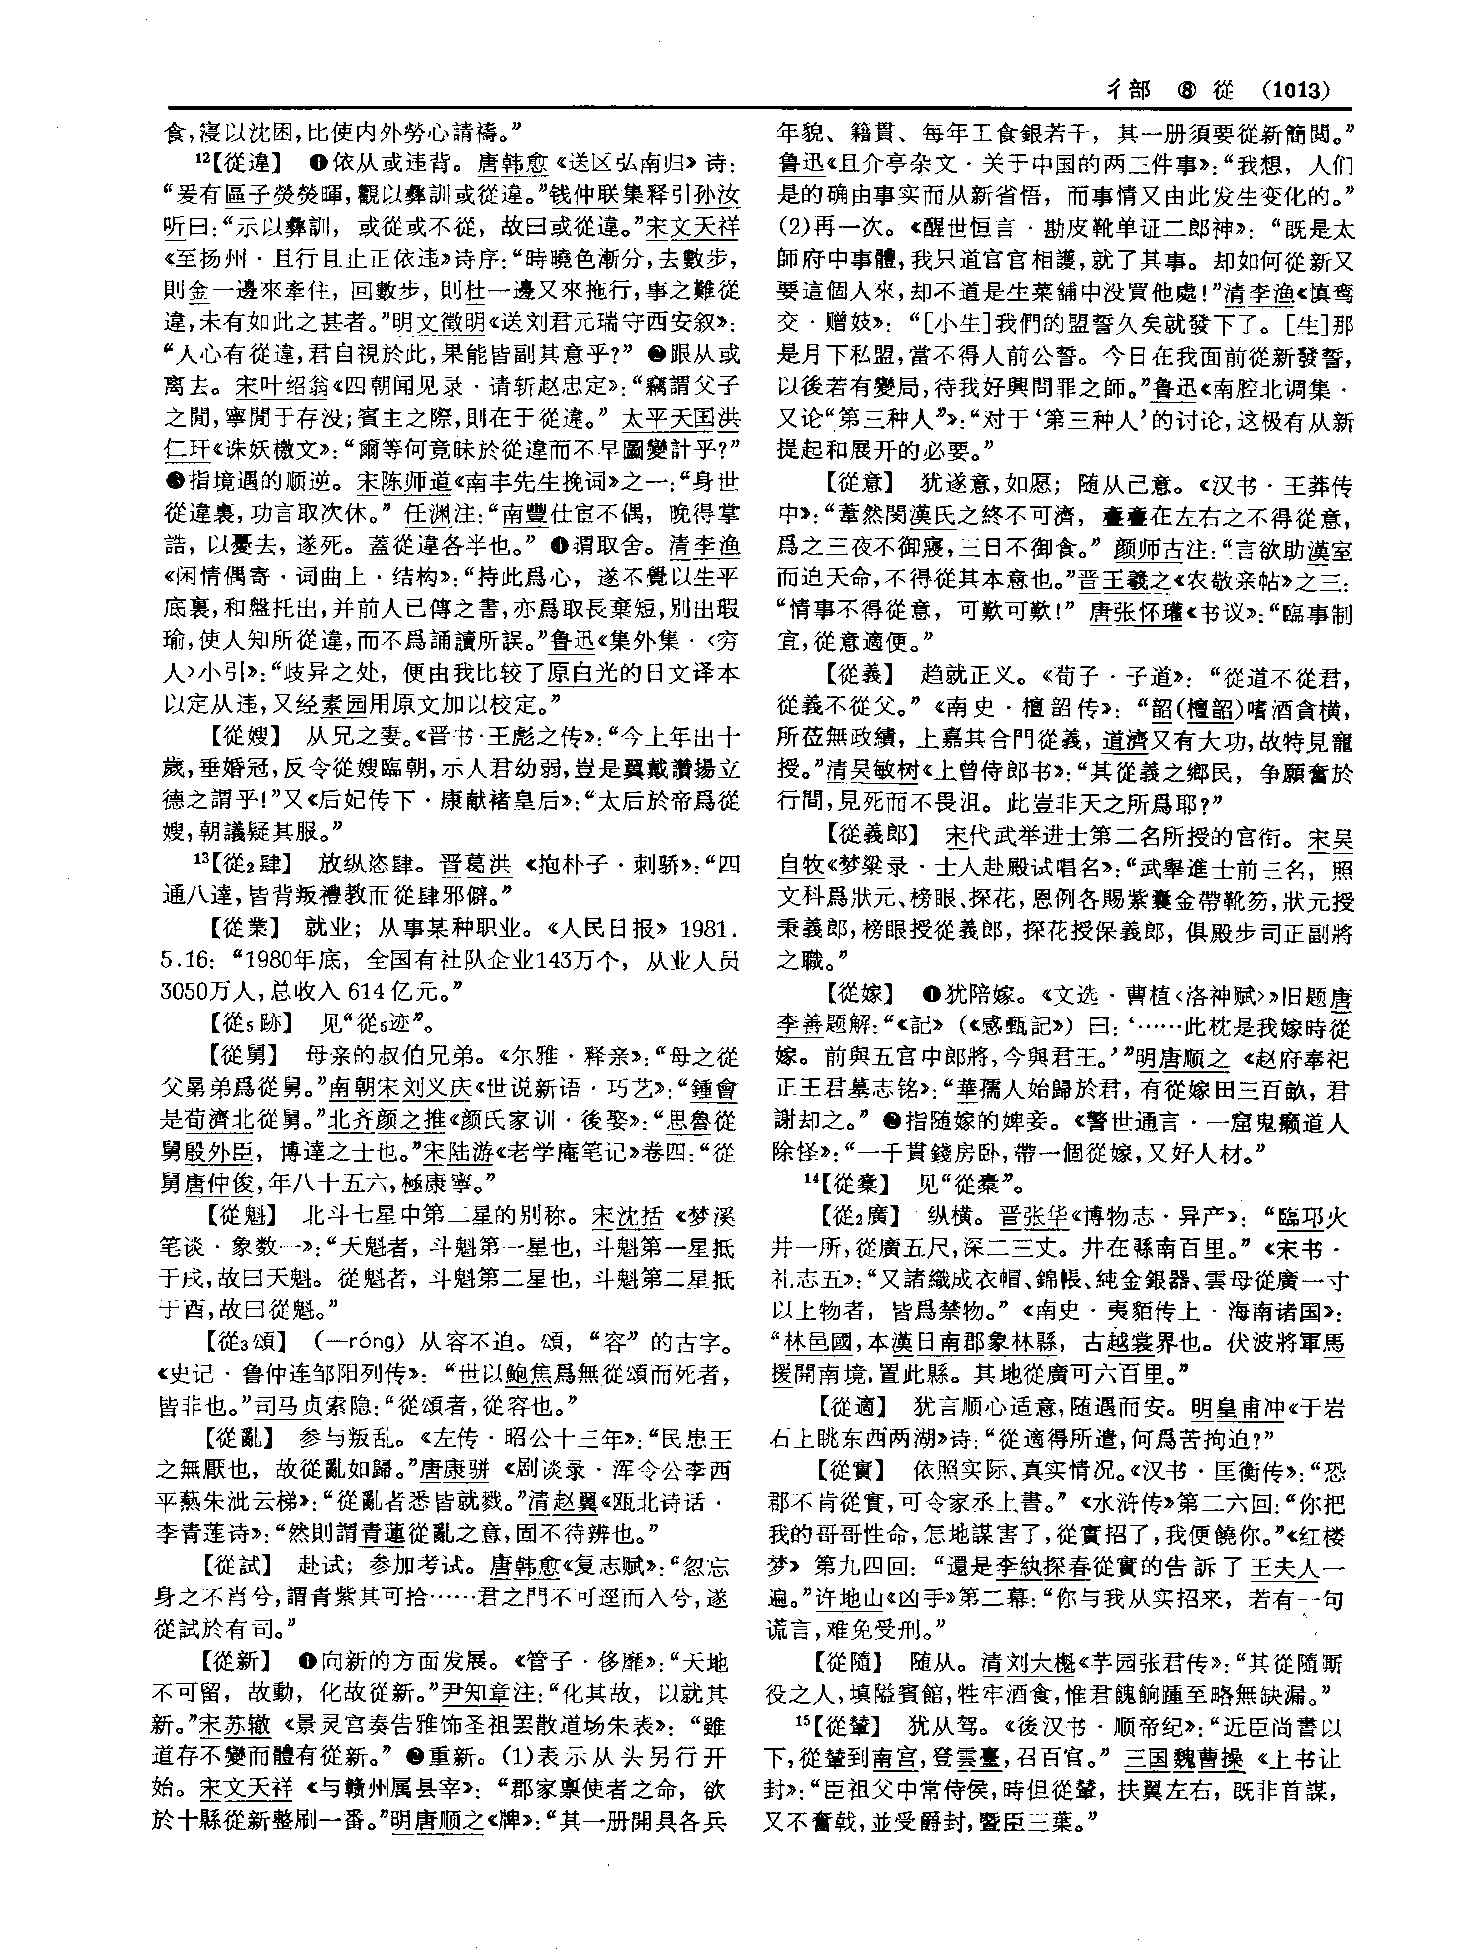 彳部 ⑧ 從 (1013)
食,寖以沈困,比使内外勞心請禱。”
12【從違】 ❶依从或违背。唐韩愈《送区弘南归》诗:
“爰有區子熒熒暉,觀以彝訓或從違。”钱仲联集释引孙汝
听曰:“示以彝訓, 或從或不從, 故曰或從違。”宋文天祥
《至扬州·且行且止正依违》诗序:“時曉色漸分,去數步,
則金一邊來牽住, 回數步, 則杜一邊又來拖行,事之難從
違,未有如此之甚者。”明文徵明《送刘君元瑞守西安叙》:
“人心有從違,君自視於此,果能皆副其意乎?” ❷跟从或
离去。宋叶绍翁《四朝闻见录·请斩赵忠定》:“竊謂父子
之間,寧間于存没;賓主之際,則在于從違。” 太平天国洪
仁玕《诛妖檄文》:“爾等何竟昧於從違而不早圖變計乎?”
❸指境遇的顺逆。宋陈师道《南丰先生挽词》之一:“身世
從違裏,功言取次休。” 任渊注:“南豐仕宦不偶, 晚得掌
誥, 以憂去, 遂死。蓋從違各半也。” ❹谓取舍。清李渔
《闲情偶寄·词曲上·结构》:“持此爲心, 遂不覺以生平
底裏,和盤托出,并前人已傳之書,亦爲取長棄短,别出瑕
瑜,使人知所從違,而不爲誦讀所誤。”鲁迅《集外集·〈穷
人〉小引》:“歧异之处, 便由我比较了原白光的日文译本
以定从违,又经素园用原文加以校定。”
【從嫂】 从兄之妻。《晋书·王彪之传》:“今上年出十
歲,垂婚冠,反令從嫂臨朝,示人君幼弱,豈是翼戴讚揚立
德之謂乎!”又《后妃传下·康献褚皇后》:“太后於帝爲從
嫂,朝議疑其服。”
13【從2肆】 放纵恣肆。晋葛洪《抱朴子·刺骄》:“四
通八達,皆背叛禮教而從肆邪僻。”
【從業】 就业; 从事某种职业。《人民日报》 1981.
5.16: “1980年底, 全国有社队企业143万个, 从业人员
3050万人,总收入 614 亿元。”
【從5跡】 见“從5迹”。
【從舅】 母亲的叔伯兄弟。《尔雅·释亲》:“母之從
父晜弟爲從舅。”南朝宋刘义庆《世说新语·巧艺》:“鍾會
是荀濟北從舅。”北齐颜之推《颜氏家训·後娶》:“思魯從
舅殷外臣, 博達之士也。”宋陆游《老学庵笔记》卷四:“從
舅唐仲俊,年八十五六,極康寧。”
【從魁】 北斗七星中第二星的别称。宋沈括《梦溪
笔谈·象数一》:“天魁者, 斗魁第一星也, 斗魁第一星抵
于戌,故曰天魁。從魁者, 斗魁第二星也, 斗魁第二星抵
于酉,故曰從魁。”
【從3頌】 (—róng) 从容不迫。頌, “容” 的古字。
《史记·鲁仲连邹阳列传》: “世以鲍焦爲無從頌而死者,
皆非也。”司马贞索隐:“從頌者,從容也。”
【從亂】 参与叛乱。《左传·昭公十三年》:“民患王
之無厭也, 故從亂如歸。”唐康骈《剧谈录·浑令公李西
平爇朱泚云梯》:“從亂者悉皆就戮。”清赵翼《瓯北诗话·
李青莲诗》:“然則謂青蓮從亂之意,固不待辨也。”
【從試】 赴试; 参加考试。唐韩愈《复志赋》:“忽忘
身之不肖兮,謂青紫其可拾……君之門不可逕而入兮,遂
從試於有司。”
【從新】 ❶向新的方面发展。《管子·侈靡》:“天地
不可留, 故動, 化故從新。”尹知章注:“化其故, 以就其
新。”宋苏辙《景灵宫奏告雅饰圣祖罢散道场朱表》: “雖
道存不變而體有從新。” ❷重新。(1)表示从头另行开
始。宋文天祥《与赣州属县宰》: “郡家稟使者之命, 欲
於十縣從新整刷一番。”明唐顺之《牌》:“其一册開具各兵
年貌、籍貫、每年工食銀若干, 其一册須要從新簡閲。”
鲁迅《且介亭杂文·关于中国的两三件事》:“我想, 人们
是的确由事实而从新省悟, 而事情又由此发生变化的。”
(2)再一次。《醒世恒言·勘皮靴单证二郎神》: “既是太
師府中事體,我只道官官相護,就了其事。却如何從新又
要這個人來,却不道是生菜舖中没買他處!”清李渔《慎鸾
交·赠妓》: “[小生]我們的盟誓久矣就發下了。[生]那
是月下私盟,當不得人前公誓。今日在我面前從新發誓,
以後若有變局,待我好興問罪之師。”鲁迅《南腔北调集·
又论“第三种人”》:“对于‘第三种人’的讨论,这极有从新
提起和展开的必要。”
【從意】 犹遂意,如愿; 随从己意。《汉书·王莽传
中》:“葦然閔漢氏之終不可濟, 亹亹在左右之不得從意,
爲之三夜不御寢,三日不御食。” 颜师古注:“言欲助漢室
而迫天命,不得從其本意也。”晋王羲之《农敬亲帖》之三:
“情事不得從意, 可歎可歎!” 唐张怀瓘《书议》:“臨事制
宜,從意適便。”
【從義】 趋就正义。《荀子·子道》: “從道不從君,
從義不從父。”《南史·檀韶传》: “韶(檀韶)嗜酒貪横,
所莅無政績, 上嘉其合門從義, 道濟又有大功,故特見寵
授。”清吴敏树《上曾侍郎书》:“其從義之鄉民, 争願奮於
行間,見死而不畏沮。此豈非天之所爲耶?”
【從義郎】 宋代武举进士第二名所授的官衔。宋吴
自牧《梦粱录·士人赴殿试唱名》:“武舉進士前三名, 照
文科爲狀元、榜眼、探花,恩例各賜紫囊金帶靴笏,狀元授
秉義郎,榜眼授從義郎, 探花授保義郎, 俱殿步司正副將
之職。”
【從嫁】 ❶犹陪嫁。《文选·曹植〈洛神赋〉》旧题唐
李善题解:“《記》(《感甄記》) 曰:‘……此枕是我嫁時從
嫁。前與五官中郎將,今與君王。’”明唐顺之《赵府奉祀
正王君墓志铭》:“華孺人始歸於君, 有從嫁田三百畝, 君
謝却之。” ❷指随嫁的婢妾。《警世通言·一窟鬼癞道人
除怪》:“一千貫錢房卧,帶一個從嫁,又好人材。”
14【從槖】 见“從橐”。
【從2廣】 纵横。晋张华《博物志·异产》: “臨邛火
井一所,從廣五尺,深二三丈。井在縣南百里。”《宋书·
礼志五》:“又諸織成衣帽、錦帳、純金銀器、雲母從廣一寸
以上物者, 皆爲禁物。”《南史·夷貊传上·海南诸国》:
“林邑國,本漢日南郡象林縣, 古越裳界也。伏波將軍馬
援開南境,置此縣。其地從廣可六百里。”
【從適】 犹言顺心适意,随遇而安。明皇甫冲《于岩
石上眺东西两湖》诗:“從適得所遣,何爲苦拘迫?”
【從實】 依照实际、真实情况。《汉书·匡衡传》:“恐
郡不肯從實,可令家丞上書。”《水浒传》第二六回:“你把
我的哥哥性命,怎地謀害了,從實招了,我便饒你。”《红楼
梦》第九四回: “還是李紈探春從實的告訴了王夫人一
遍。”许地山《凶手》第二幕:“你与我从实招来, 若有一句
谎言,难免受刑。”
【從隨】 随从。清刘大櫆《芋园张君传》:“其從隨厮
役之人,填隘賓館,牲牢酒食,惟君餽餉踵至略無缺漏。”
15【從輦】 犹从驾。《後汉书·顺帝纪》:“近臣尚書以
下,從輦到南宫,登雲臺,召百官。” 三国魏曹操《上书让
封》:“臣祖父中常侍侯,時但從輦, 扶翼左右, 既非首謀,
又不奮戟,並受爵封,暨臣三葉。”